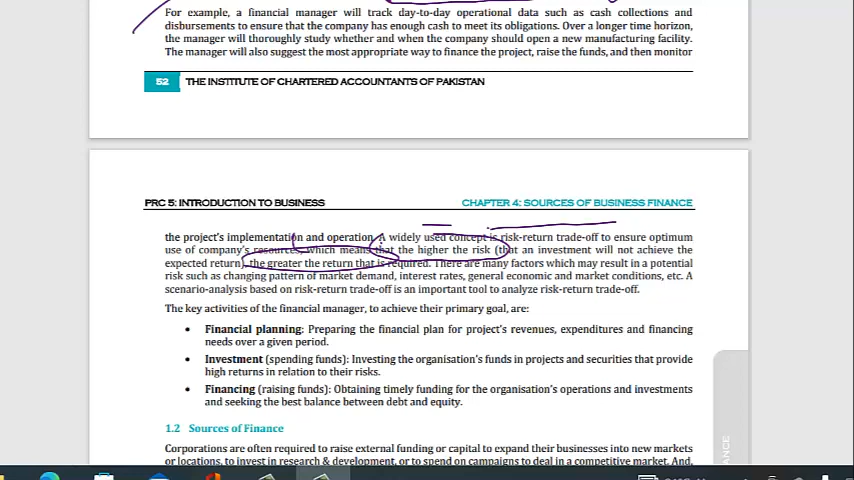 For example, a financial manager will track day-to-day operational data such as cash collections and
disbursements to ensure that the company has enough cash to meet its obligations. Over a longer time horizon,
the manager will thoroughly study whether and when the company should open a new manufacturing facility.
The manager will also suggest the most appropriate way to finance the project, raise the funds, and then monitor
52 THE INSTITUTE OF CHARTERED ACCOUNTANTS OF PAKISTAN
PRC 5: INTRODUCTION TO BUSINESS CHAPTER 4: SOURCES OF BUSINESS FINANCE
the project's implementation and operation. A widely used concept is risk-return trade-off to ensure optimum
use of company's resources, which means that the higher the risk (that an investment will not achieve the
expected return), the greater the return that is required. There are many factors which may result in a potential
risk such as changing pattern of market demand, interest rates, general economic and market conditions, etc. A
scenario-analysis based on risk-return trade-off is an important tool to analyze risk-return trade-off.
The key activities of the financial manager, to achieve their primary goal, are:
• Financial planning: Preparing the financial plan for project's revenues, expenditures and financing
needs over a given period.
• Investment (spending funds): Investing the organisation's funds in projects and securities that provide
high returns in relation to their risks.
• Financing (raising funds): Obtaining timely funding for the organisation's operations and investments
and seeking the best balance between debt and equity.
1.2 Sources of Finance
Corporations are often required to raise external funding or capital to expand their businesses into new markets
or locations, to invest in research & development, or to spend on campaigns to deal in a competitive market. And,